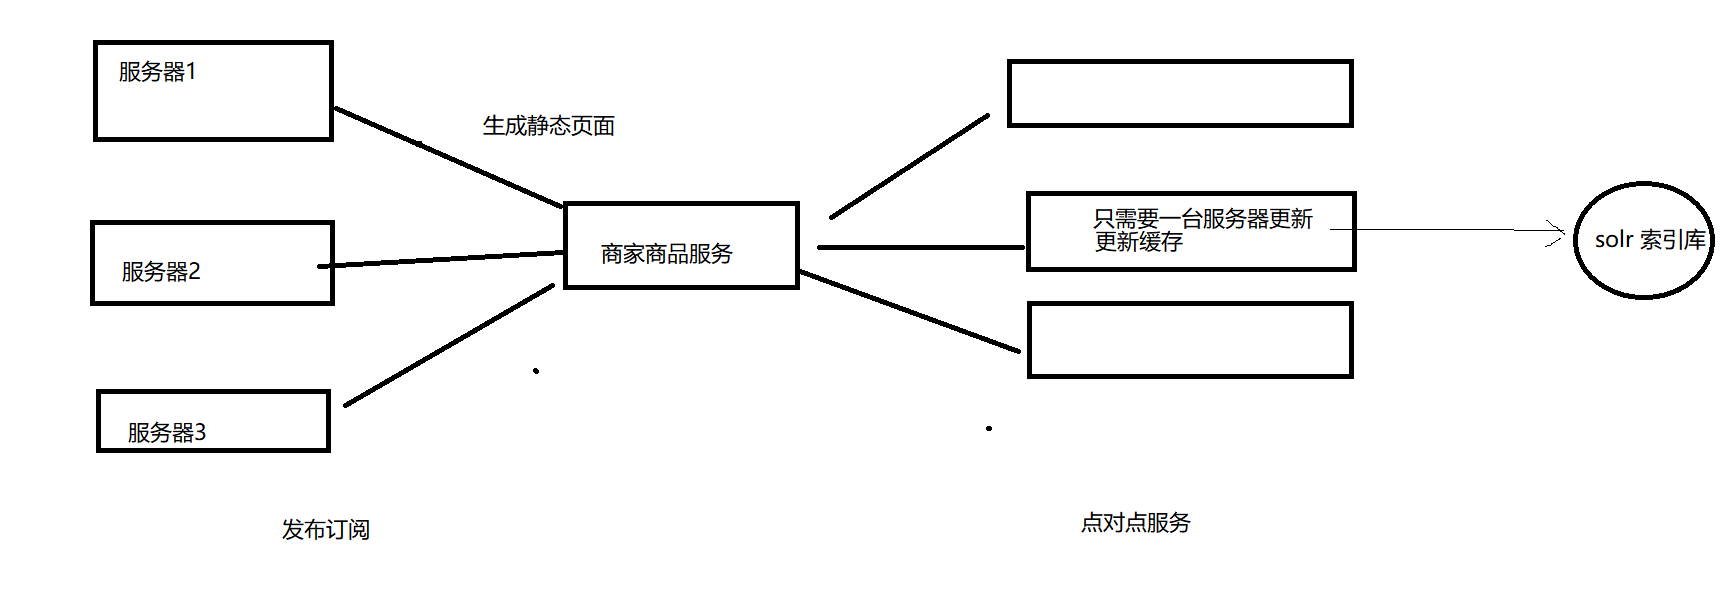 服务器1
生成静态页面
服务器2
商家商品服务
服务器3
发布订阅
只需要一台服务器更新
更新缓存
solr 索引库
点对点服务